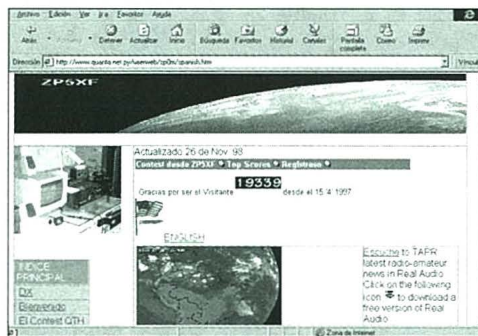 Archivo Edición Ver Ir a Favoritos Ayuda
Atrás Detener Actualizar Inicio Búsqueda Favoritos Historial Canales Pantalla completa Correo Imprimir
Dirección http://www.quanta.net.py/userweb/zp0m/spanish.htm Vínculos
ZP5XF
Actualizado 26 de Nov. 98
Contest desde ZP5XF Top Scores Registrese
Gracias por ser el Visitante 19339 desde el 15/4/1997
ENGLISH
INDICE
PRINCIPAL
DX
Bienvenido
El Contest QTH
Escuche to TAPR
latest radio-amateur
news in Real Audio
Click on the following
icon to download a
free version of Real
Audio
Zona de Internet